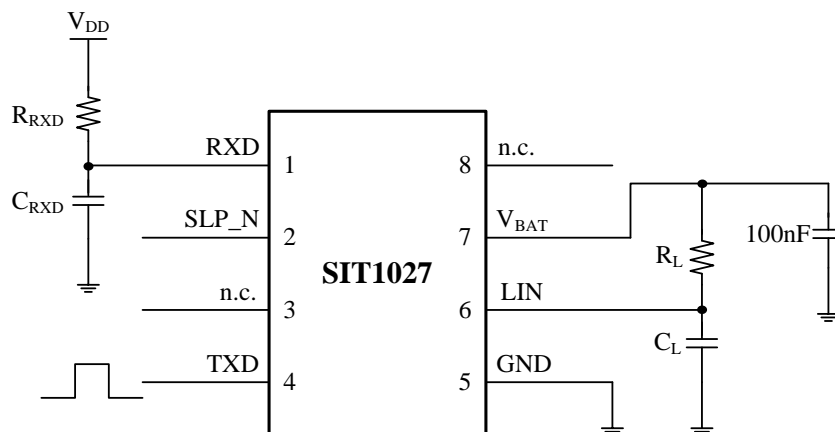 V_DD
R_RXD
RXD
1
8
n.c.
C_RXD
SLP_N
2
7
V_BAT
100nF
SIT1027
R_L
n.c.
3
6
LIN
C_L
TXD
4
5
GND